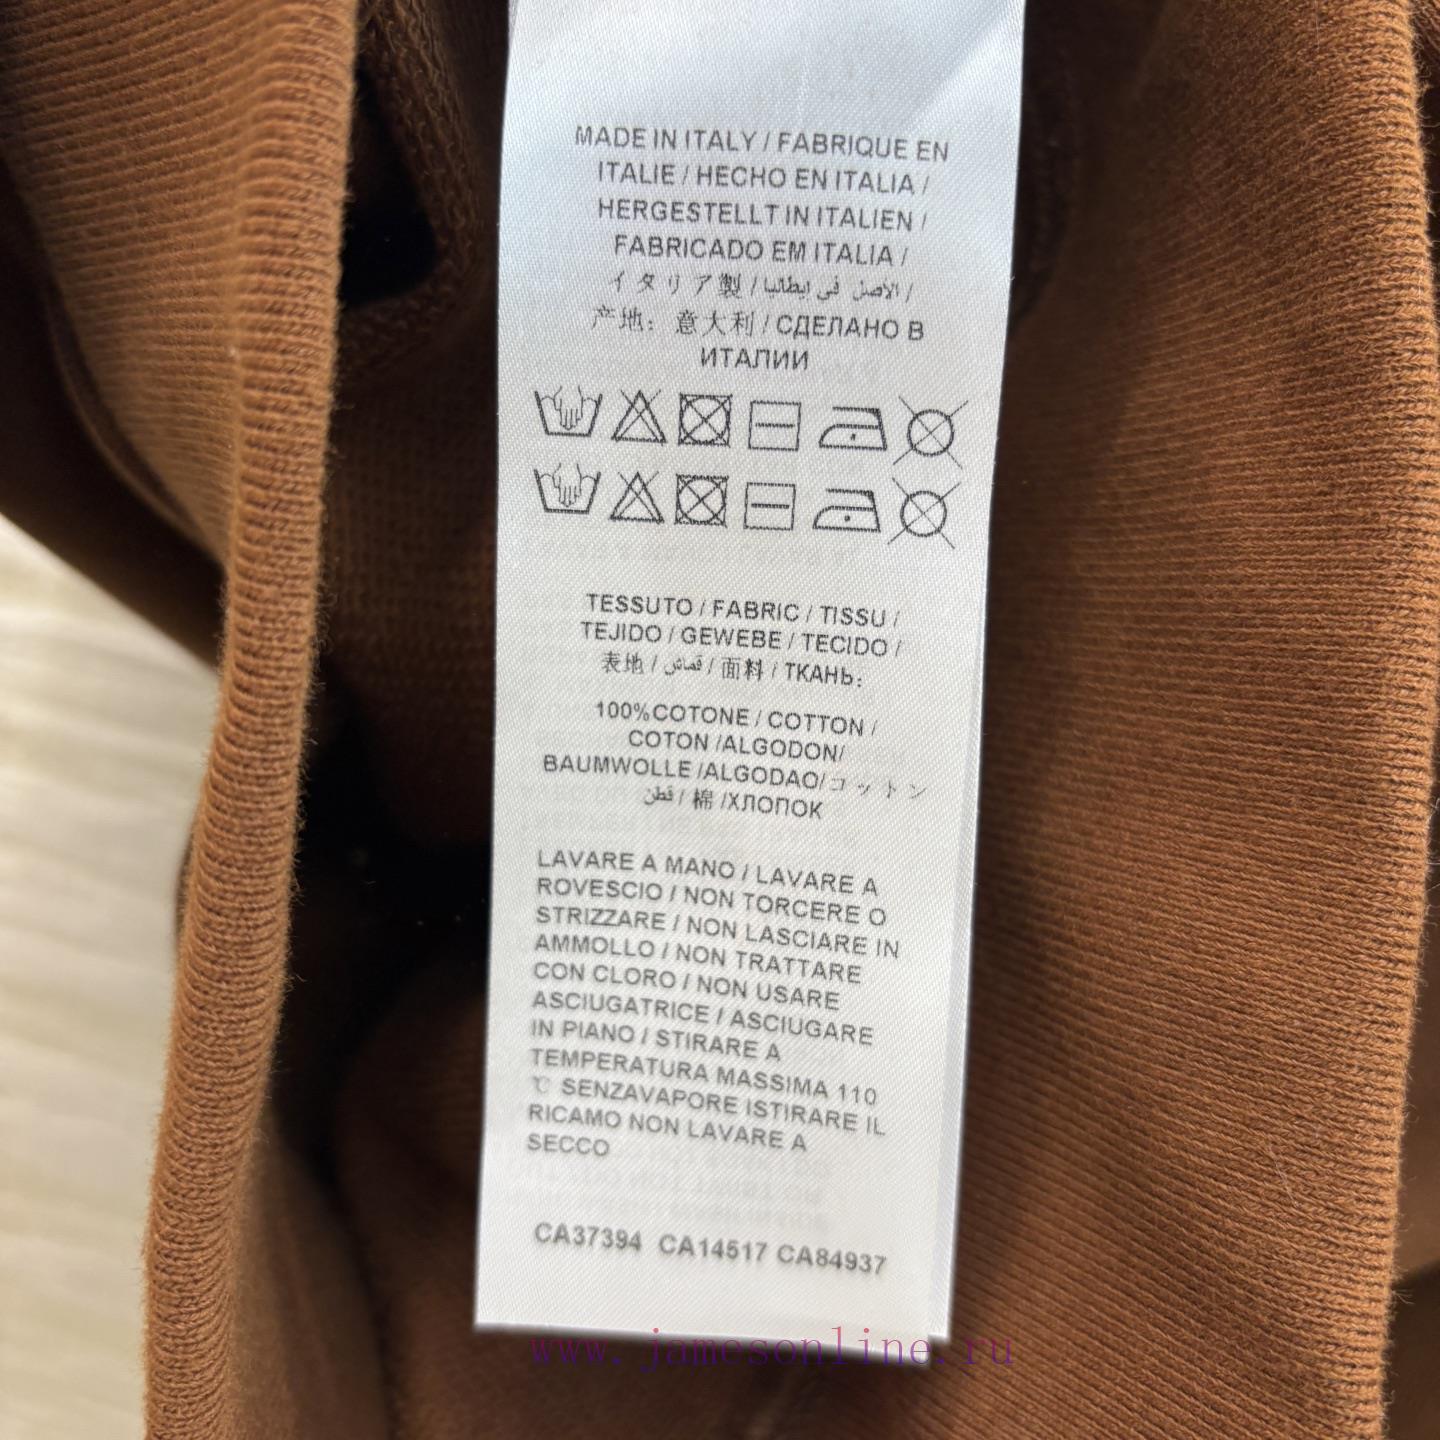 MADE IN ITALY / FABRIQUE EN
ITALIE / HECHO EN ITALIA /
HERGESTELLT IN ITALIEN /
FABRICADO EM ITALIA /
イタリア製 / الاصل في إيطاليا /
产地：意大利 / СДЕЛАНО В
ИТАЛИИ
TESSUTO / FABRIC / TISSU /
TEJIDO / GEWEBE / TECIDO /
表地 / قماش / 面料 / ТКАНЬ:
100%COTONE / COTTON /
COTON /ALGODON/
BAUMWOLLE /ALGODAO/コットン
قطن / 棉 /ХЛОПОК
LAVARE A MANO / LAVARE A
ROVESCIO / NON TORCERE O
STRIZZARE / NON LASCIARE IN
AMMOLLO / NON TRATTARE
CON CLORO / NON USARE
ASCIUGATRICE / ASCIUGARE
IN PIANO / STIRARE A
TEMPERATURA MASSIMA 110
℃ SENZAVAPORE ISTIRARE IL
RICAMO NON LAVARE A
SECCO
CA37394 CA14517 CA84937
www.jamesonline.ru